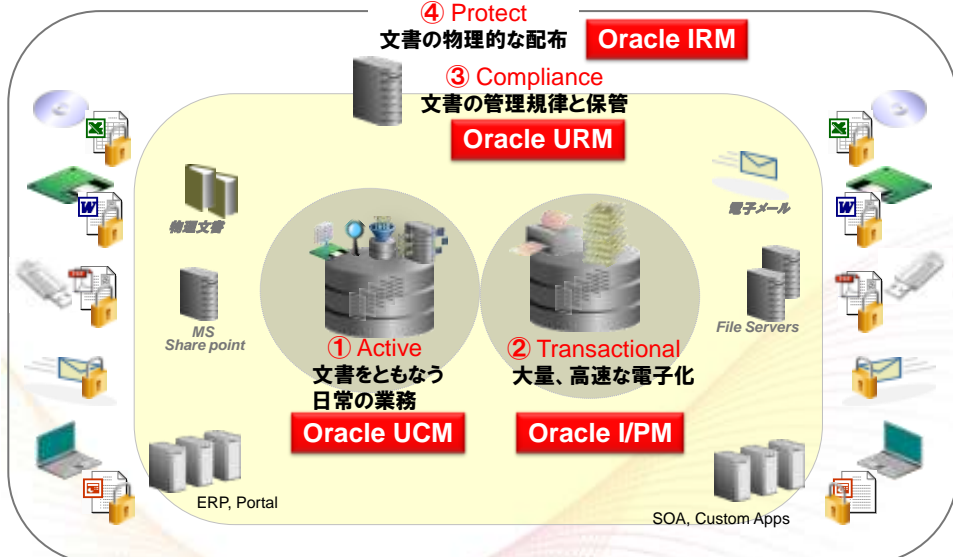 ④ Protect
文書の物理的な配布
Oracle IRM
③ Compliance
文書の管理規律と保管
Oracle URM
物理文書
電子メール
MS
Share point
File Servers
① Active
文書をともなう
日常の業務
Oracle UCM
② Transactional
大量、高速な電子化
Oracle I/PM
ERP, Portal
SOA, Custom Apps
W
W
PDF
PDF